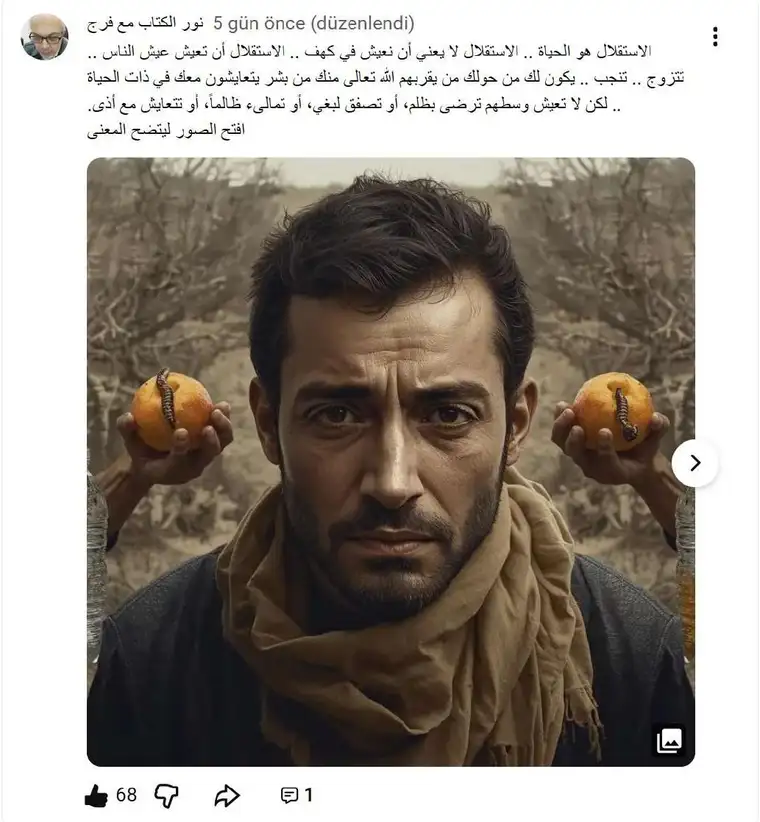 نور الكتاب مع فرج 5 gün önce (düzenlendi)
الاستقلال هو الحياة .. الاستقلال لا يعني أن نعيش في كهف .. الاستقلال أن تعيش عيش الناس ..
تتزوج .. تنجب .. يكون لك من حولك من يقربهم الله تعالى منك من بشر يتعايشون معك في ذات الحياة
.. لكن لا تعيش وسطهم ترضى بظلم، أو تصفق لبغي، أو تمالىء ظالماً، أو تتعايش مع أذى.
افتح الصور ليتضح المعنى
68
1